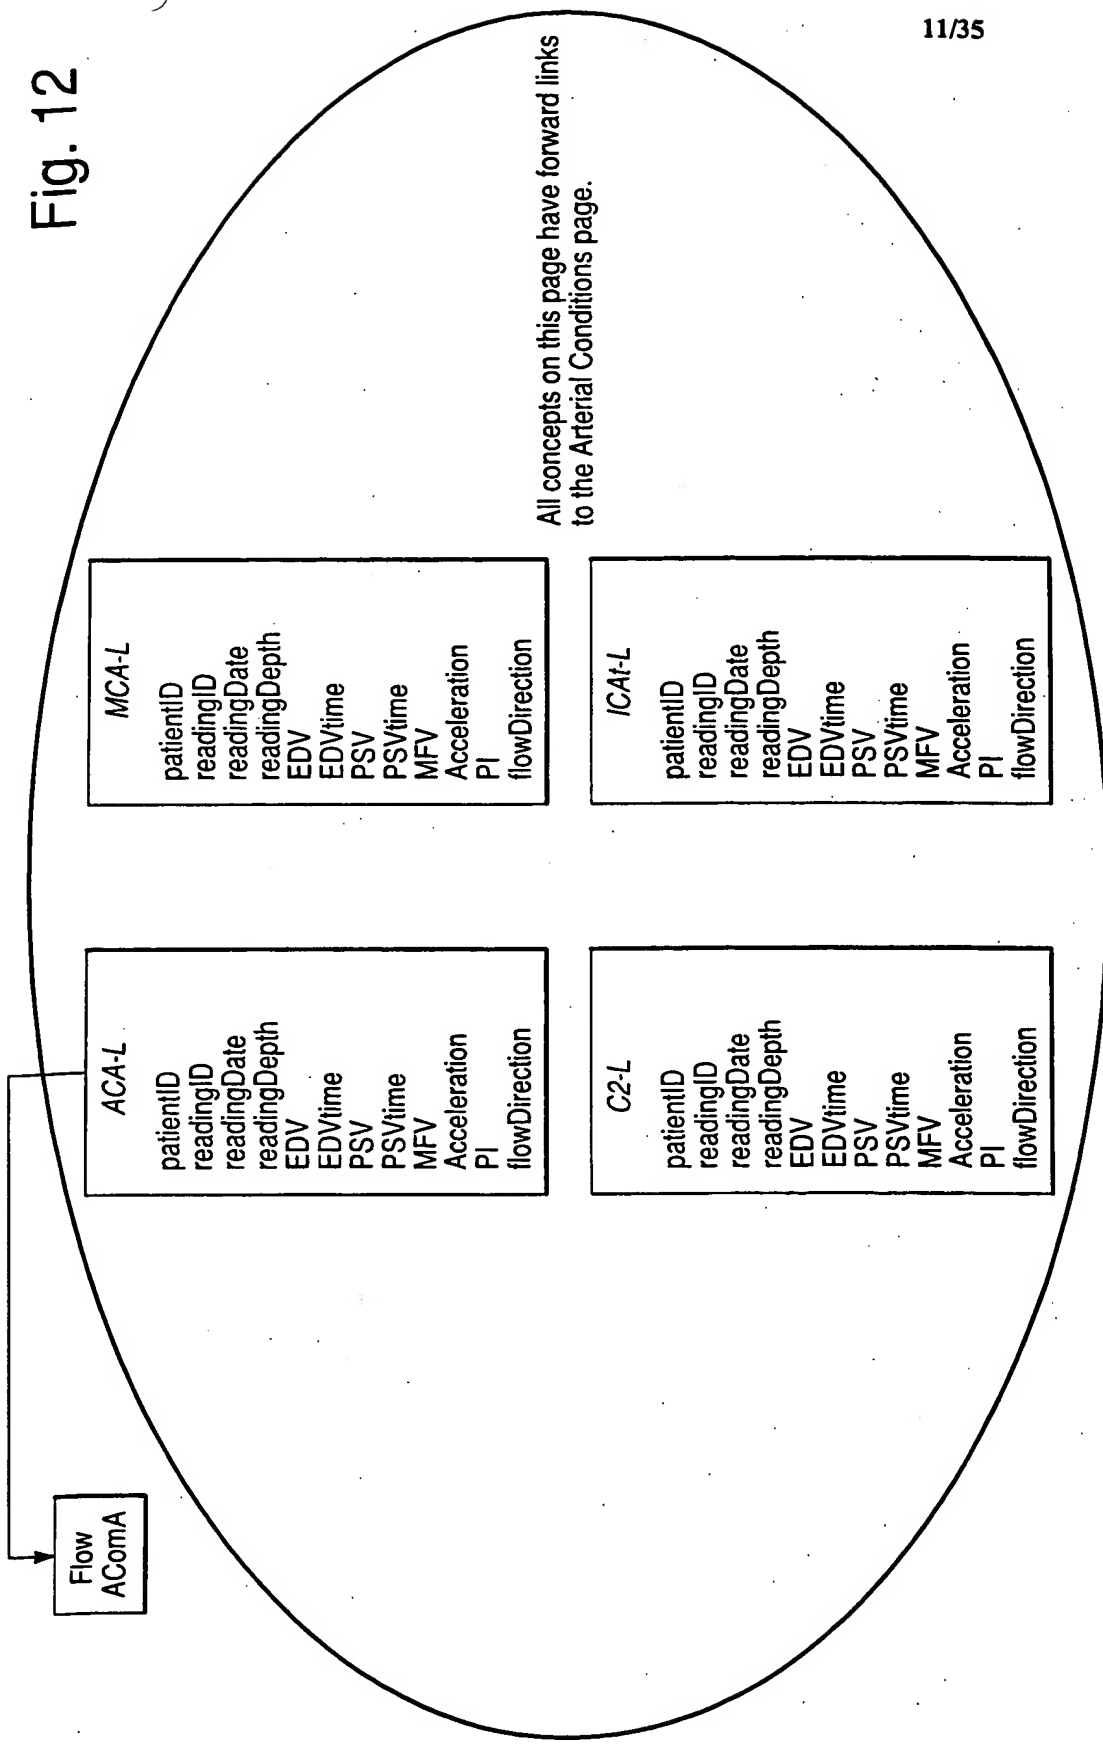 11/35
Fig. 12
Flow
AComA
ACA-L
patientID
readingID
readingDate
readingDepth
EDV
EDVtime
PSV
PSVtime
MFV
Acceleration
PI
flowDirection
MCA-L
patientID
readingID
readingDate
readingDepth
EDV
EDVtime
PSV
PSVtime
MFV
Acceleration
PI
flowDirection
All concepts on this page have forward links
to the Arterial Conditions page.
C2-L
patientID
readingID
readingDate
readingDepth
EDV
EDVtime
PSV
PSVtime
MFV
Acceleration
PI
flowDirection
ICAt-L
patientID
readingID
readingDate
readingDepth
EDV
EDVtime
PSV
PSVtime
MFV
Acceleration
PI
flowDirection